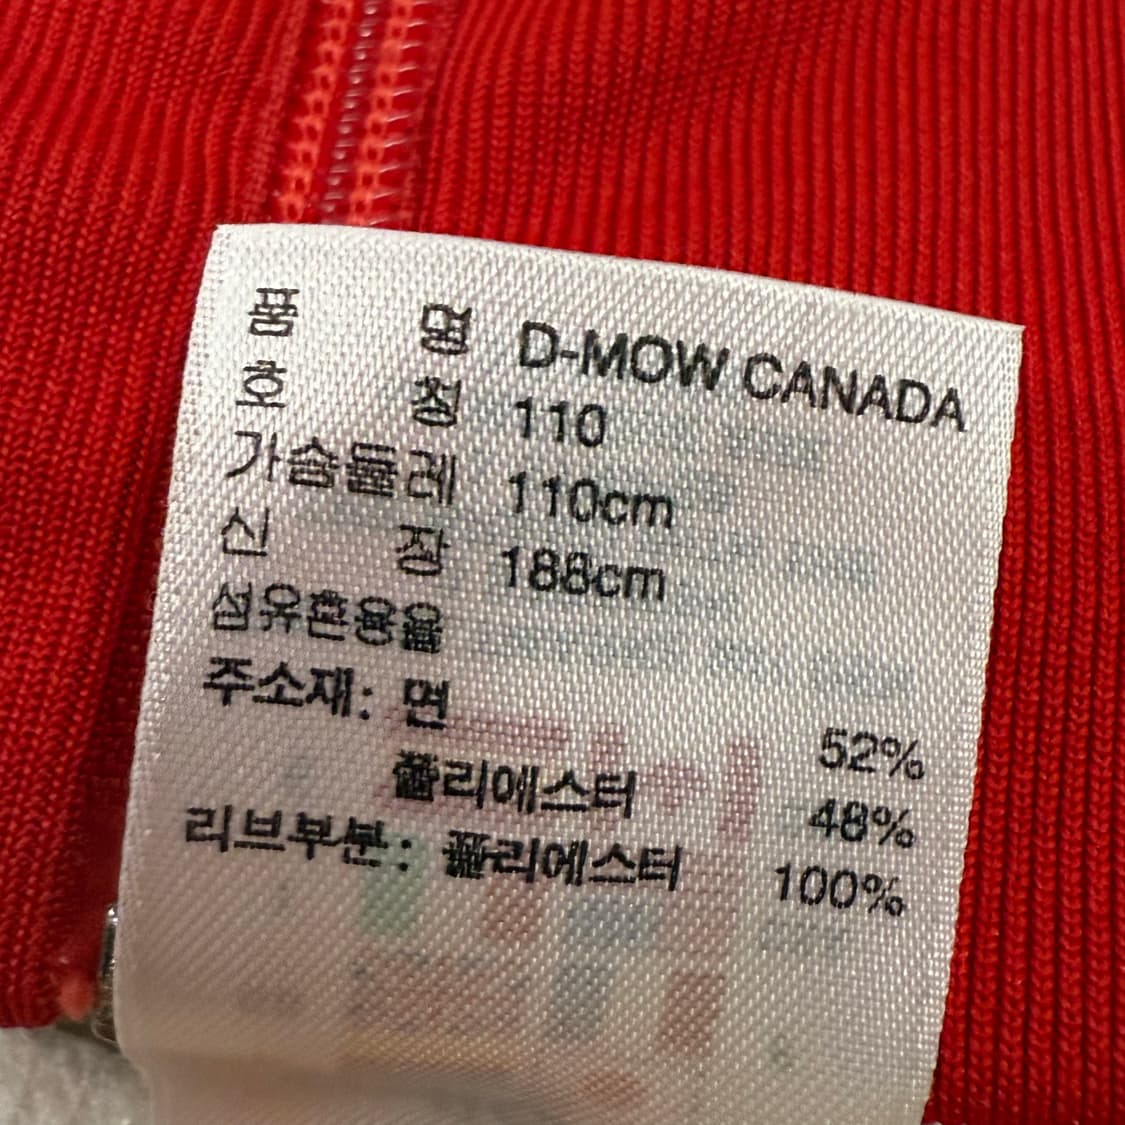 품 명 D-MOW CANADA
호 칭 110
가슴둘레 110cm
신 장 188cm
섬유혼용율
주소재: 면 52%
폴리에스터 48%
리브부분: 폴리에스터 100%